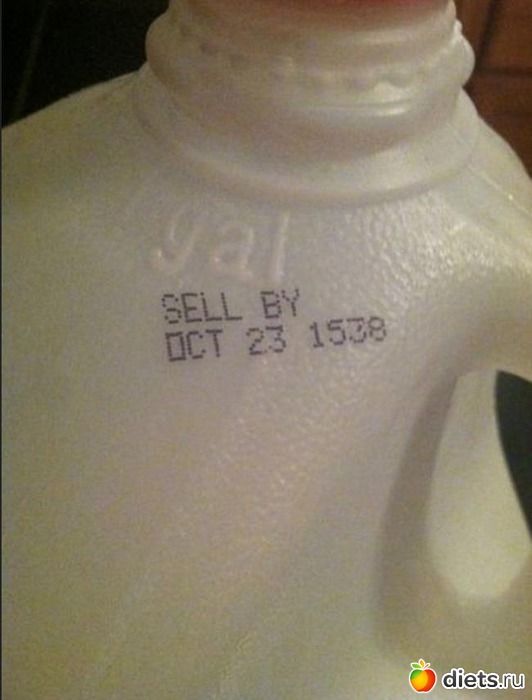 gal
SELL BY
OCT 23 1538
diets.ru